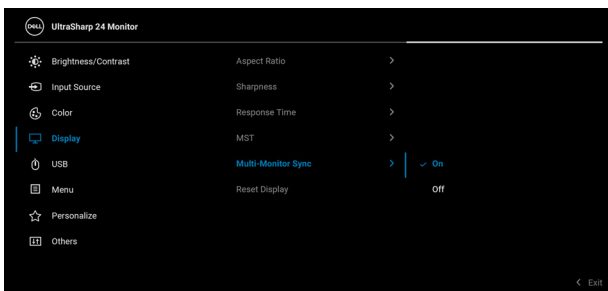 DELL UltraSharp 24 Monitor
Brightness/Contrast Aspect Ratio
Input Source Sharpness
Color Response Time
Display MST
USB Multi-Monitor Sync On
Menu Reset Display Off
Personalize
Others
Exit